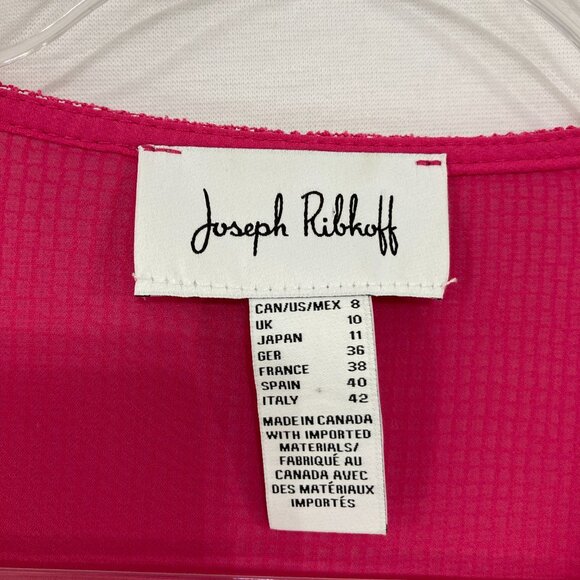 Joseph Ribkoff
CAN/US/MEX 8
UK 10
JAPAN 11
GER 36
FRANCE 38
SPAIN 40
ITALY 42
MADE IN CANADA
WITH IMPORTED
MATERIALS/
FABRIQUÉ AU
CANADA AVEC
DES MATÉRIAUX
IMPORTÉS